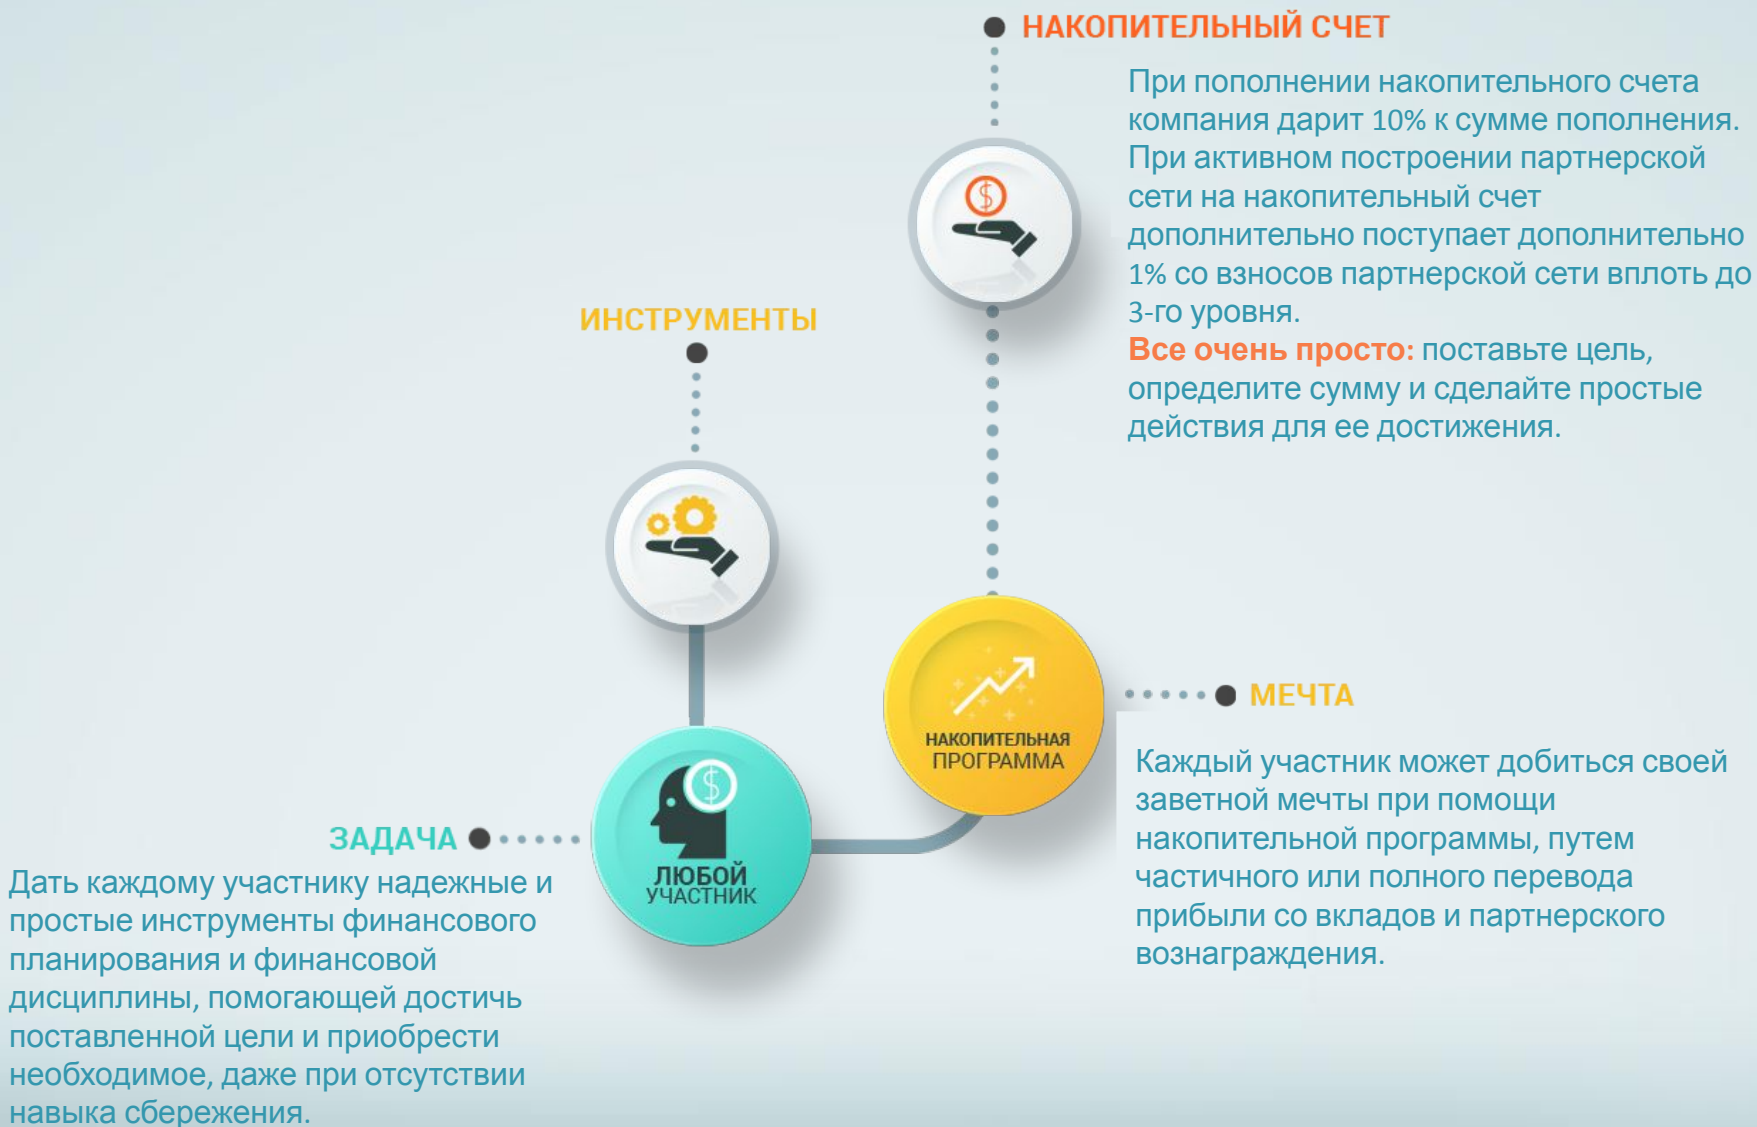 НАКОПИТЕЛЬНЫЙ СЧЕТ
При пополнении накопительного счета
компания дарит 10% к сумме пополнения.
При активном построении партнерской
сети на накопительный счет
дополнительно поступает дополнительно
1% со взносов партнерской сети вплоть до
3-го уровня.
Все очень просто: поставьте цель,
определите сумму и сделайте простые
действия для ее достижения.
ИНСТРУМЕНТЫ
НАКОПИТЕЛЬНАЯ
ПРОГРАММА
МЕЧТА
Каждый участник может добиться своей
заветной мечты при помощи
накопительной программы, путем
частичного или полного перевода
прибыли со вкладов и партнерского
вознаграждения.
ЛЮБОЙ
УЧАСТНИК
ЗАДАЧА
Дать каждому участнику надежные и
простые инструменты финансового
планирования и финансовой
дисциплины, помогающей достичь
поставленной цели и приобрести
необходимое, даже при отсутствии
навыка сбережения.